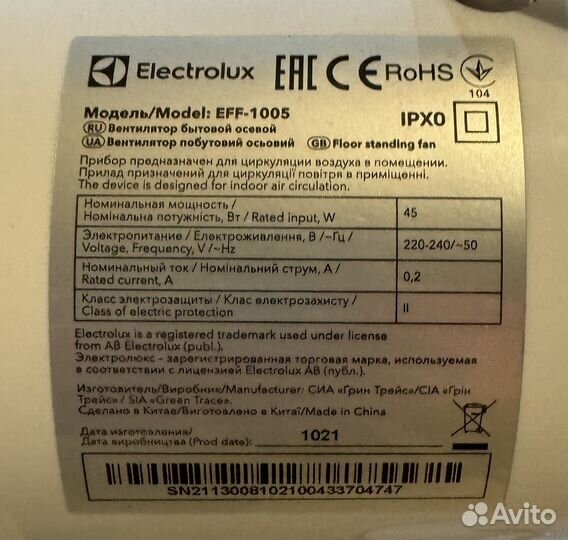 Electrolux EAC CE RoHS
104
Модель/Model: EFF-1005 IPX0
RU Вентилятор бытовой осевой
UA Вентилятор побутовий осьовий GB Floor standing fan
Прибор предназначен для циркуляции воздуха в помещении.
Прилад призначений для циркуляції повітря в приміщенні.
The device is designed for indoor air circulation.
Номинальная мощность /
Номінальна потужність, Вт / Rated input, W 45
Электропитание / Електроживлення, В /~Гц /
Voltage, Frequency, V /~Hz 220-240/~50
Номинальный ток / Номінальний струм, А /
Rated current, A 0,2
Класс электрозащиты / Клас електрозахисту /
Class of electric protection II
Electrolux is a registered trademark used under license
from AB Electrolux (publ.).
Электролюкс – зарегистрированная торговая марка, используемая
в соответствии с лицензией Electrolux AB (публ.).
Изготовитель/Виробник/Manufacturer: СИА «Грин Трейс»/СІА «Грін
Трейс» / SIA «Green Trace».
Сделано в Китае/Виготовлено в Китаї/Made in China
Дата изготовления/
Дата виробництва (Prod date): 1021
SN2113008102100433704747
Avito